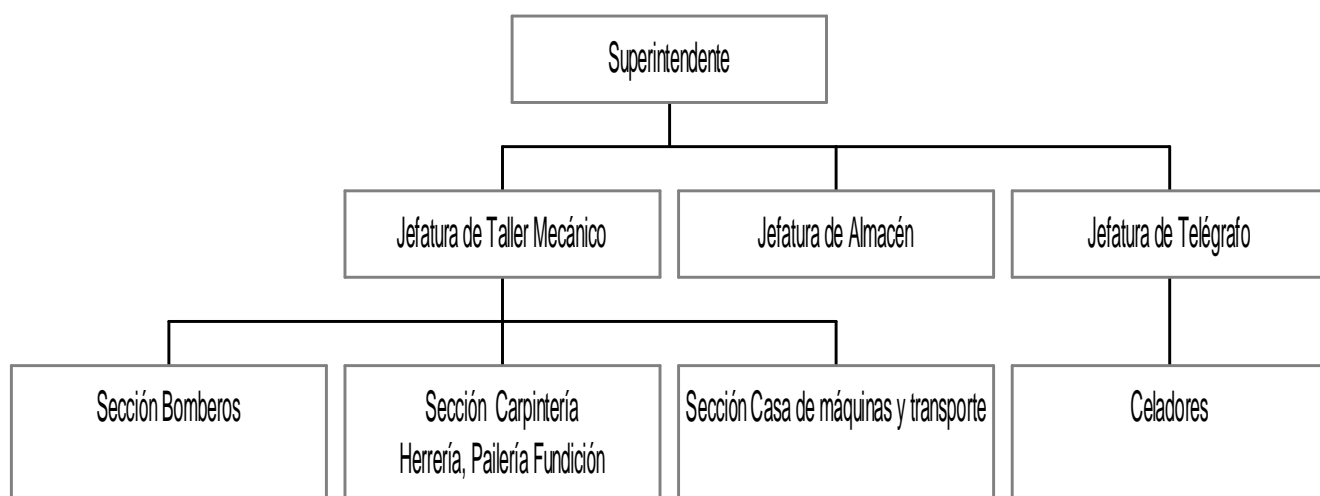 Superintendente
Jefatura de Taller Mecánico
Jefatura de Almacén
Jefatura de Telégrafo
Sección Bomberos
Sección Carpintería
Herrería, Pailería Fundición
Sección Casa de máquinas y transporte
Celadores